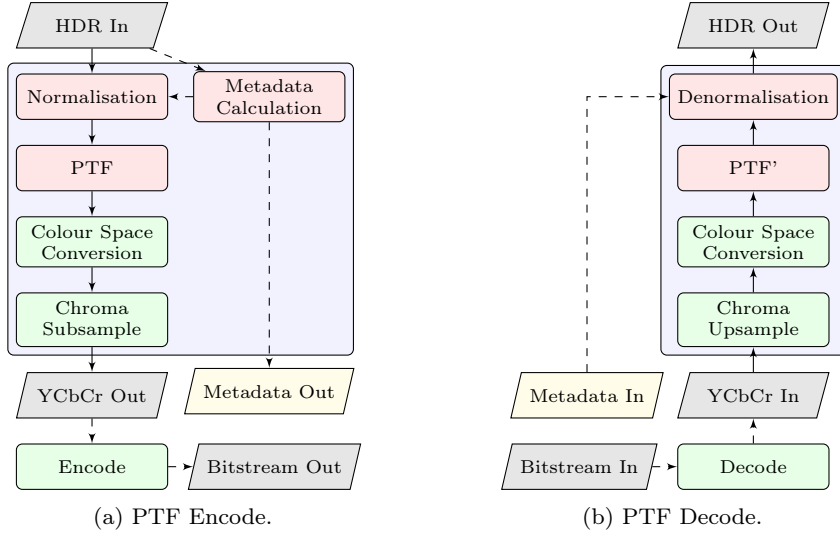 HDR In
Normalisation
Metadata
Calculation
PTF
Colour Space
Conversion
Chroma
Subsample
YCbCr Out
Metadata Out
Encode
Bitstream Out
(a) PTF Encode.
HDR Out
Denormalisation
PTF'
Colour Space
Conversion
Chroma
Upsample
Metadata In
YCbCr In
Bitstream In
Decode
(b) PTF Decode.